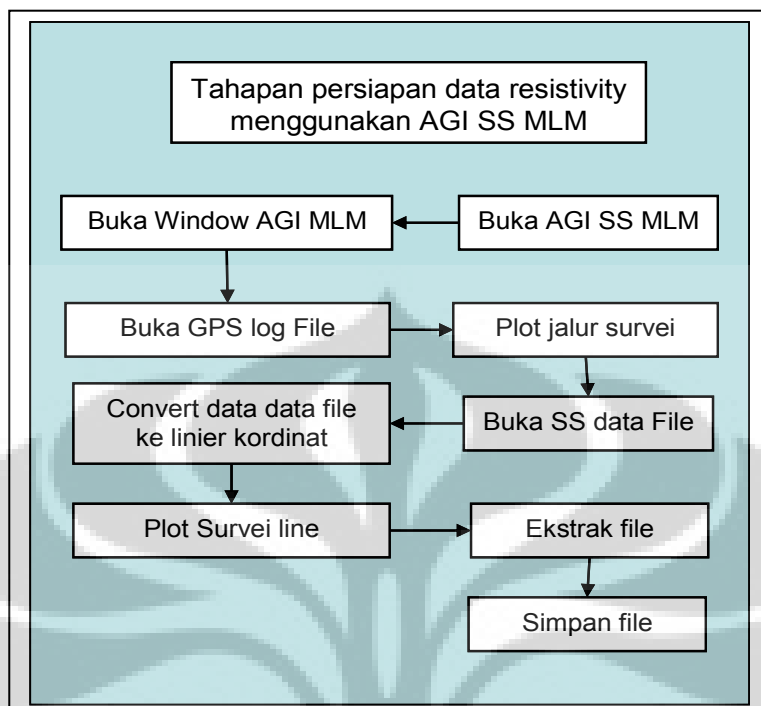 Tahapan persiapan data resistivity
menggunakan AGI SS MLM
Buka Window AGI MLM
Buka AGI SS MLM
Buka GPS log File
Plot jalur survei
Convert data data file
ke linier kordinat
Buka SS data File
Plot Survei line
Ekstrak file
Simpan file